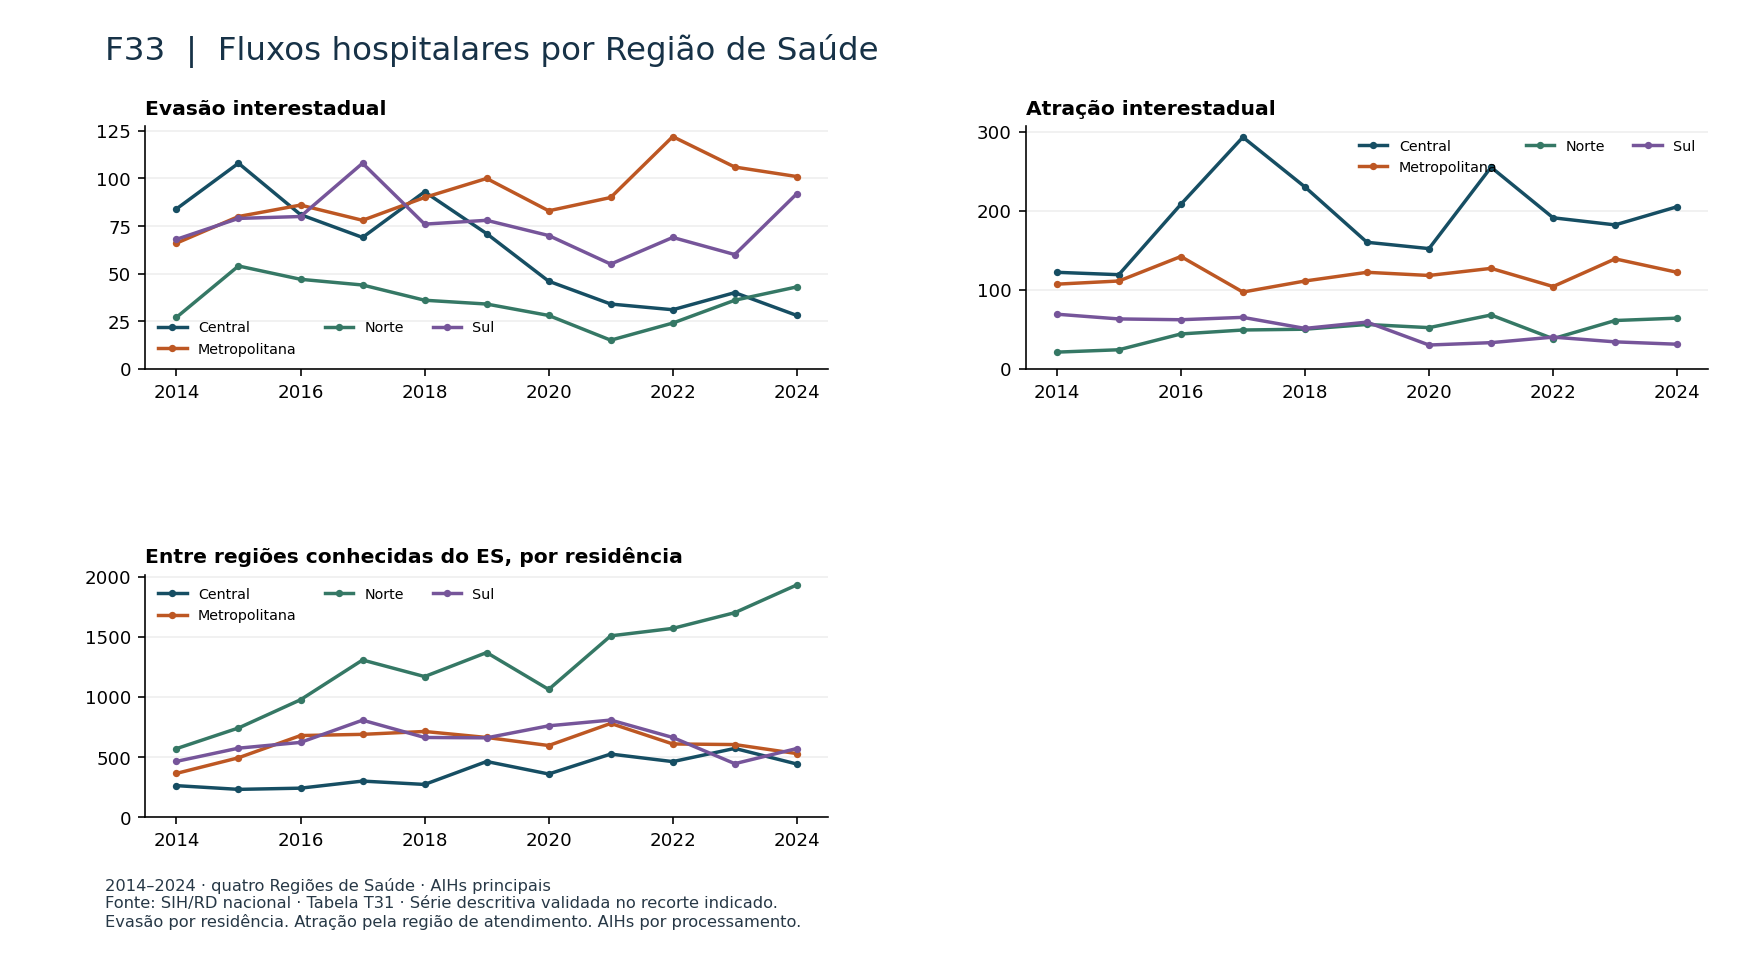 F33 | Fluxos hospitalares por Região de Saúde
Evasão interestadual
125
100
75
50
25
0
Central
Norte
Sul
Metropolitana
2014 2016 2018 2020 2022 2024
Atração interestadual
300
200
100
0
Central
Norte
Sul
Metropolitana
2014 2016 2018 2020 2022 2024
Entre regiões conhecidas do ES, por residência
2000
1500
1000
500
0
Central
Norte
Sul
Metropolitana
2014 2016 2018 2020 2022 2024
2014–2024 · quatro Regiões de Saúde · AIHs principais
Fonte: SIH/RD nacional · Tabela T31 · Série descritiva validada no recorte indicado.
Evasão por residência. Atração pela região de atendimento. AIHs por processamento.